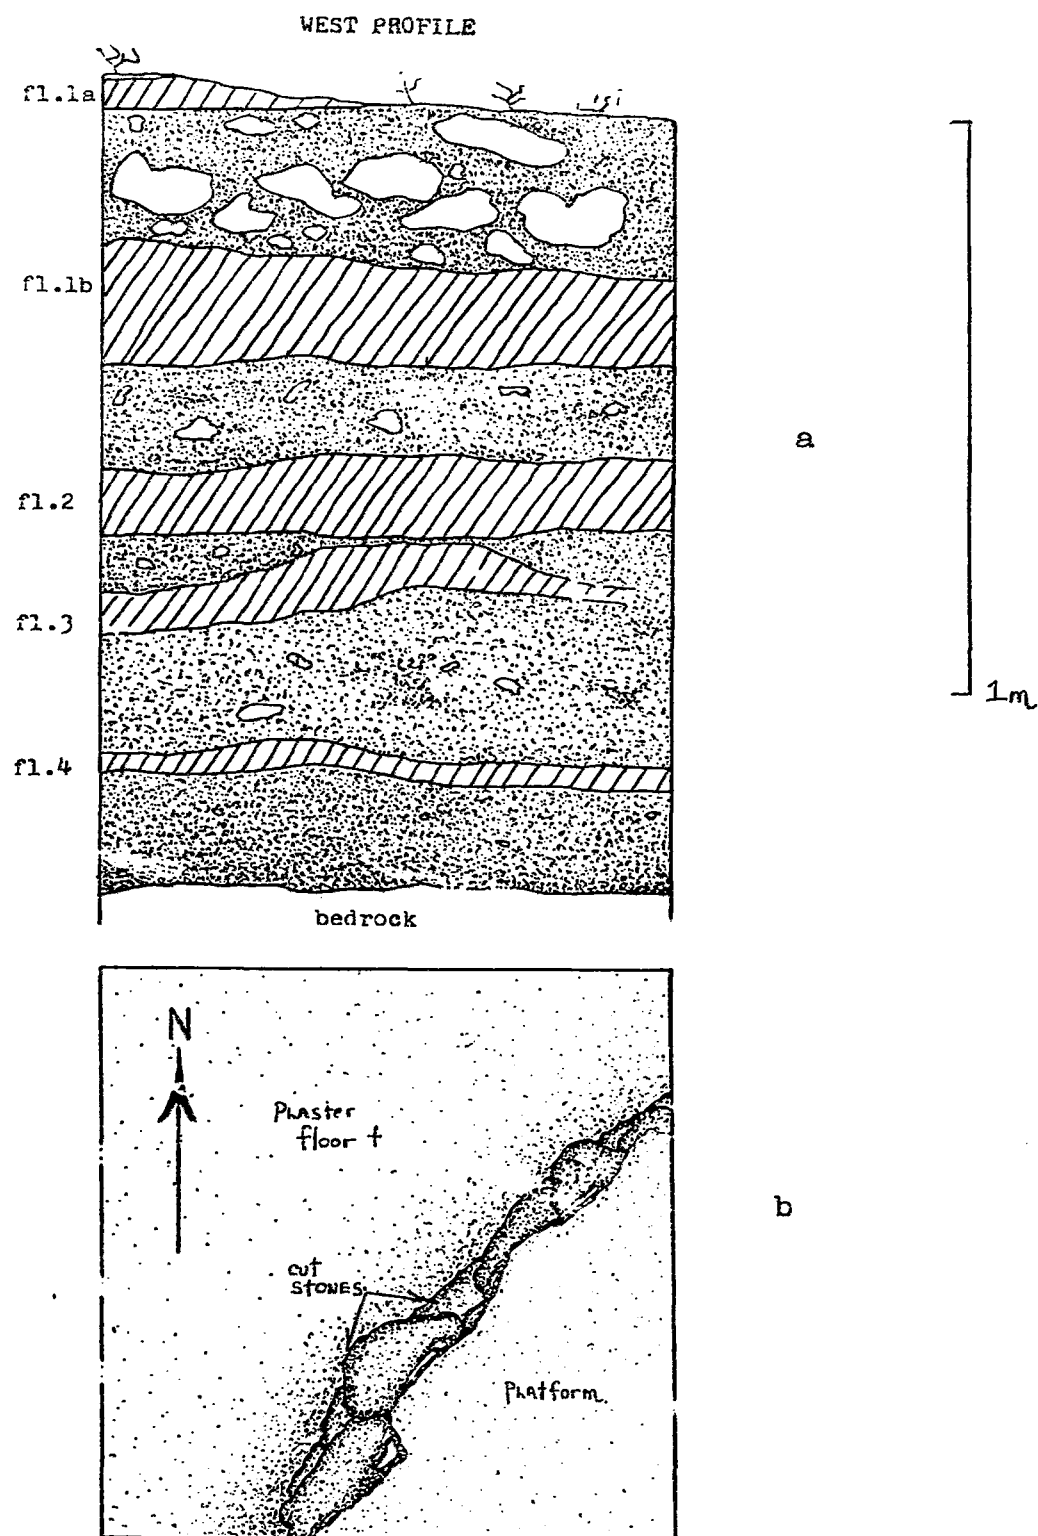 WEST PROFILE
fl.1a
fl.1b
a
fl.2
fl.3
1m
fl.4
bedrock
N
Plaster
floor t
b
cut
STONES
Platform.